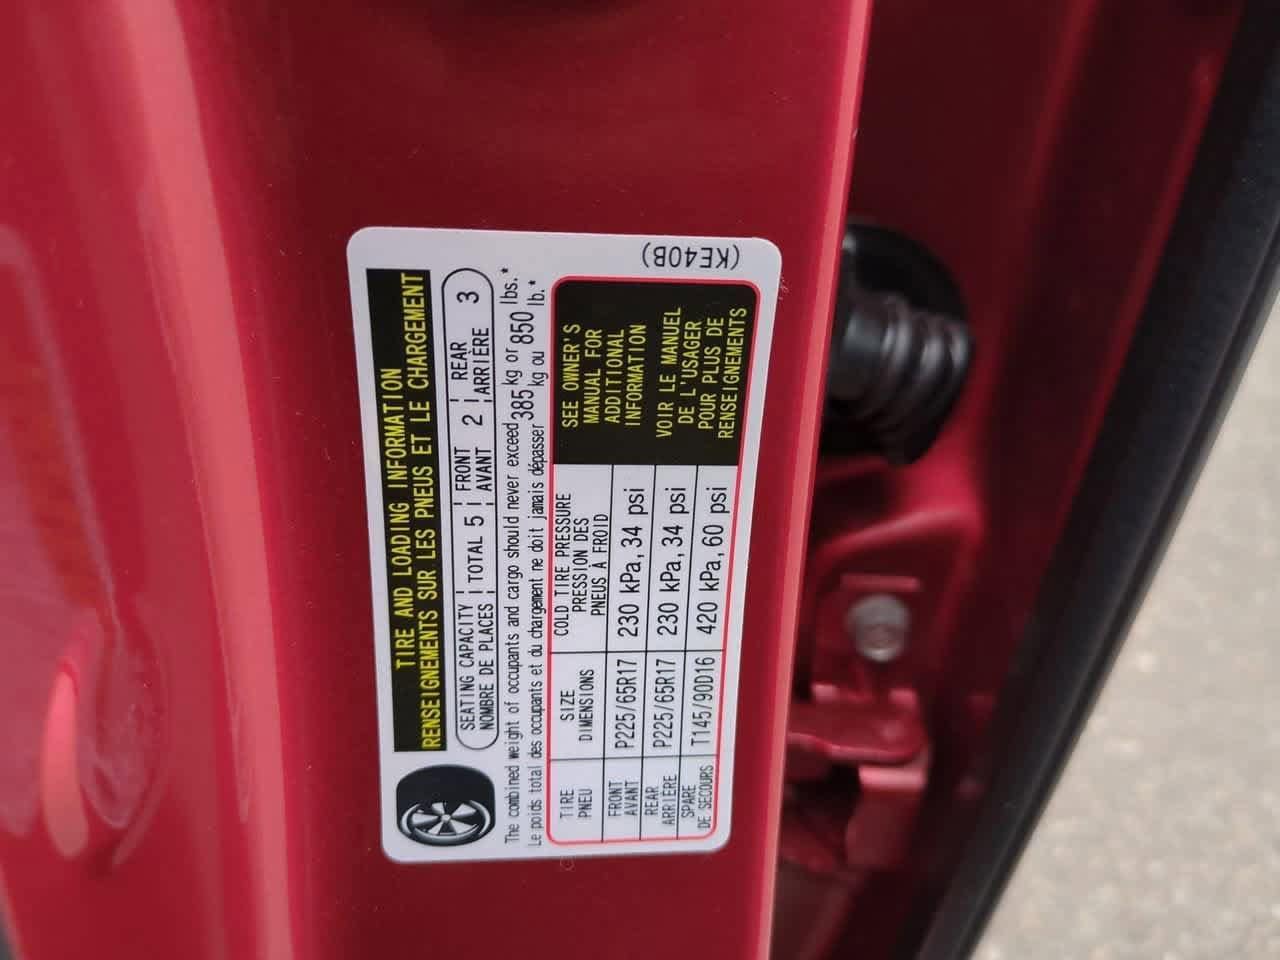 TIRE AND LOADING INFORMATION
RENSEIGNEMENTS SUR LES PNEUS ET LE CHARGEMENT
SEATING CAPACITY
NOMBRE DE PLACES
TOTAL 5
FRONT
AVANT
2
REAR
ARRIÈRE
3
The combined weight of occupants and cargo should never exceed 385 kg or 850 lbs.*
Le poids total des occupants et du chargement ne doit jamais dépasser kg ou lb.*
TIRE
PNEU
SIZE
DIMENSIONS
COLD TIRE PRESSURE
PRESSION DES
PNEUS À FROID
FRONT
AVANT
P225/65R17
230 kPa, 34 psi
REAR
ARRIÈRE
P225/65R17
230 kPa, 34 psi
SPARE
DE SECOURS
T145/90D16
420 kPa, 60 psi
SEE OWNER'S
MANUAL FOR
ADDITIONAL
INFORMATION
VOIR LE MANUEL
DE L'USAGER
POUR PLUS DE
RENSEIGNEMENTS
(KE40B)